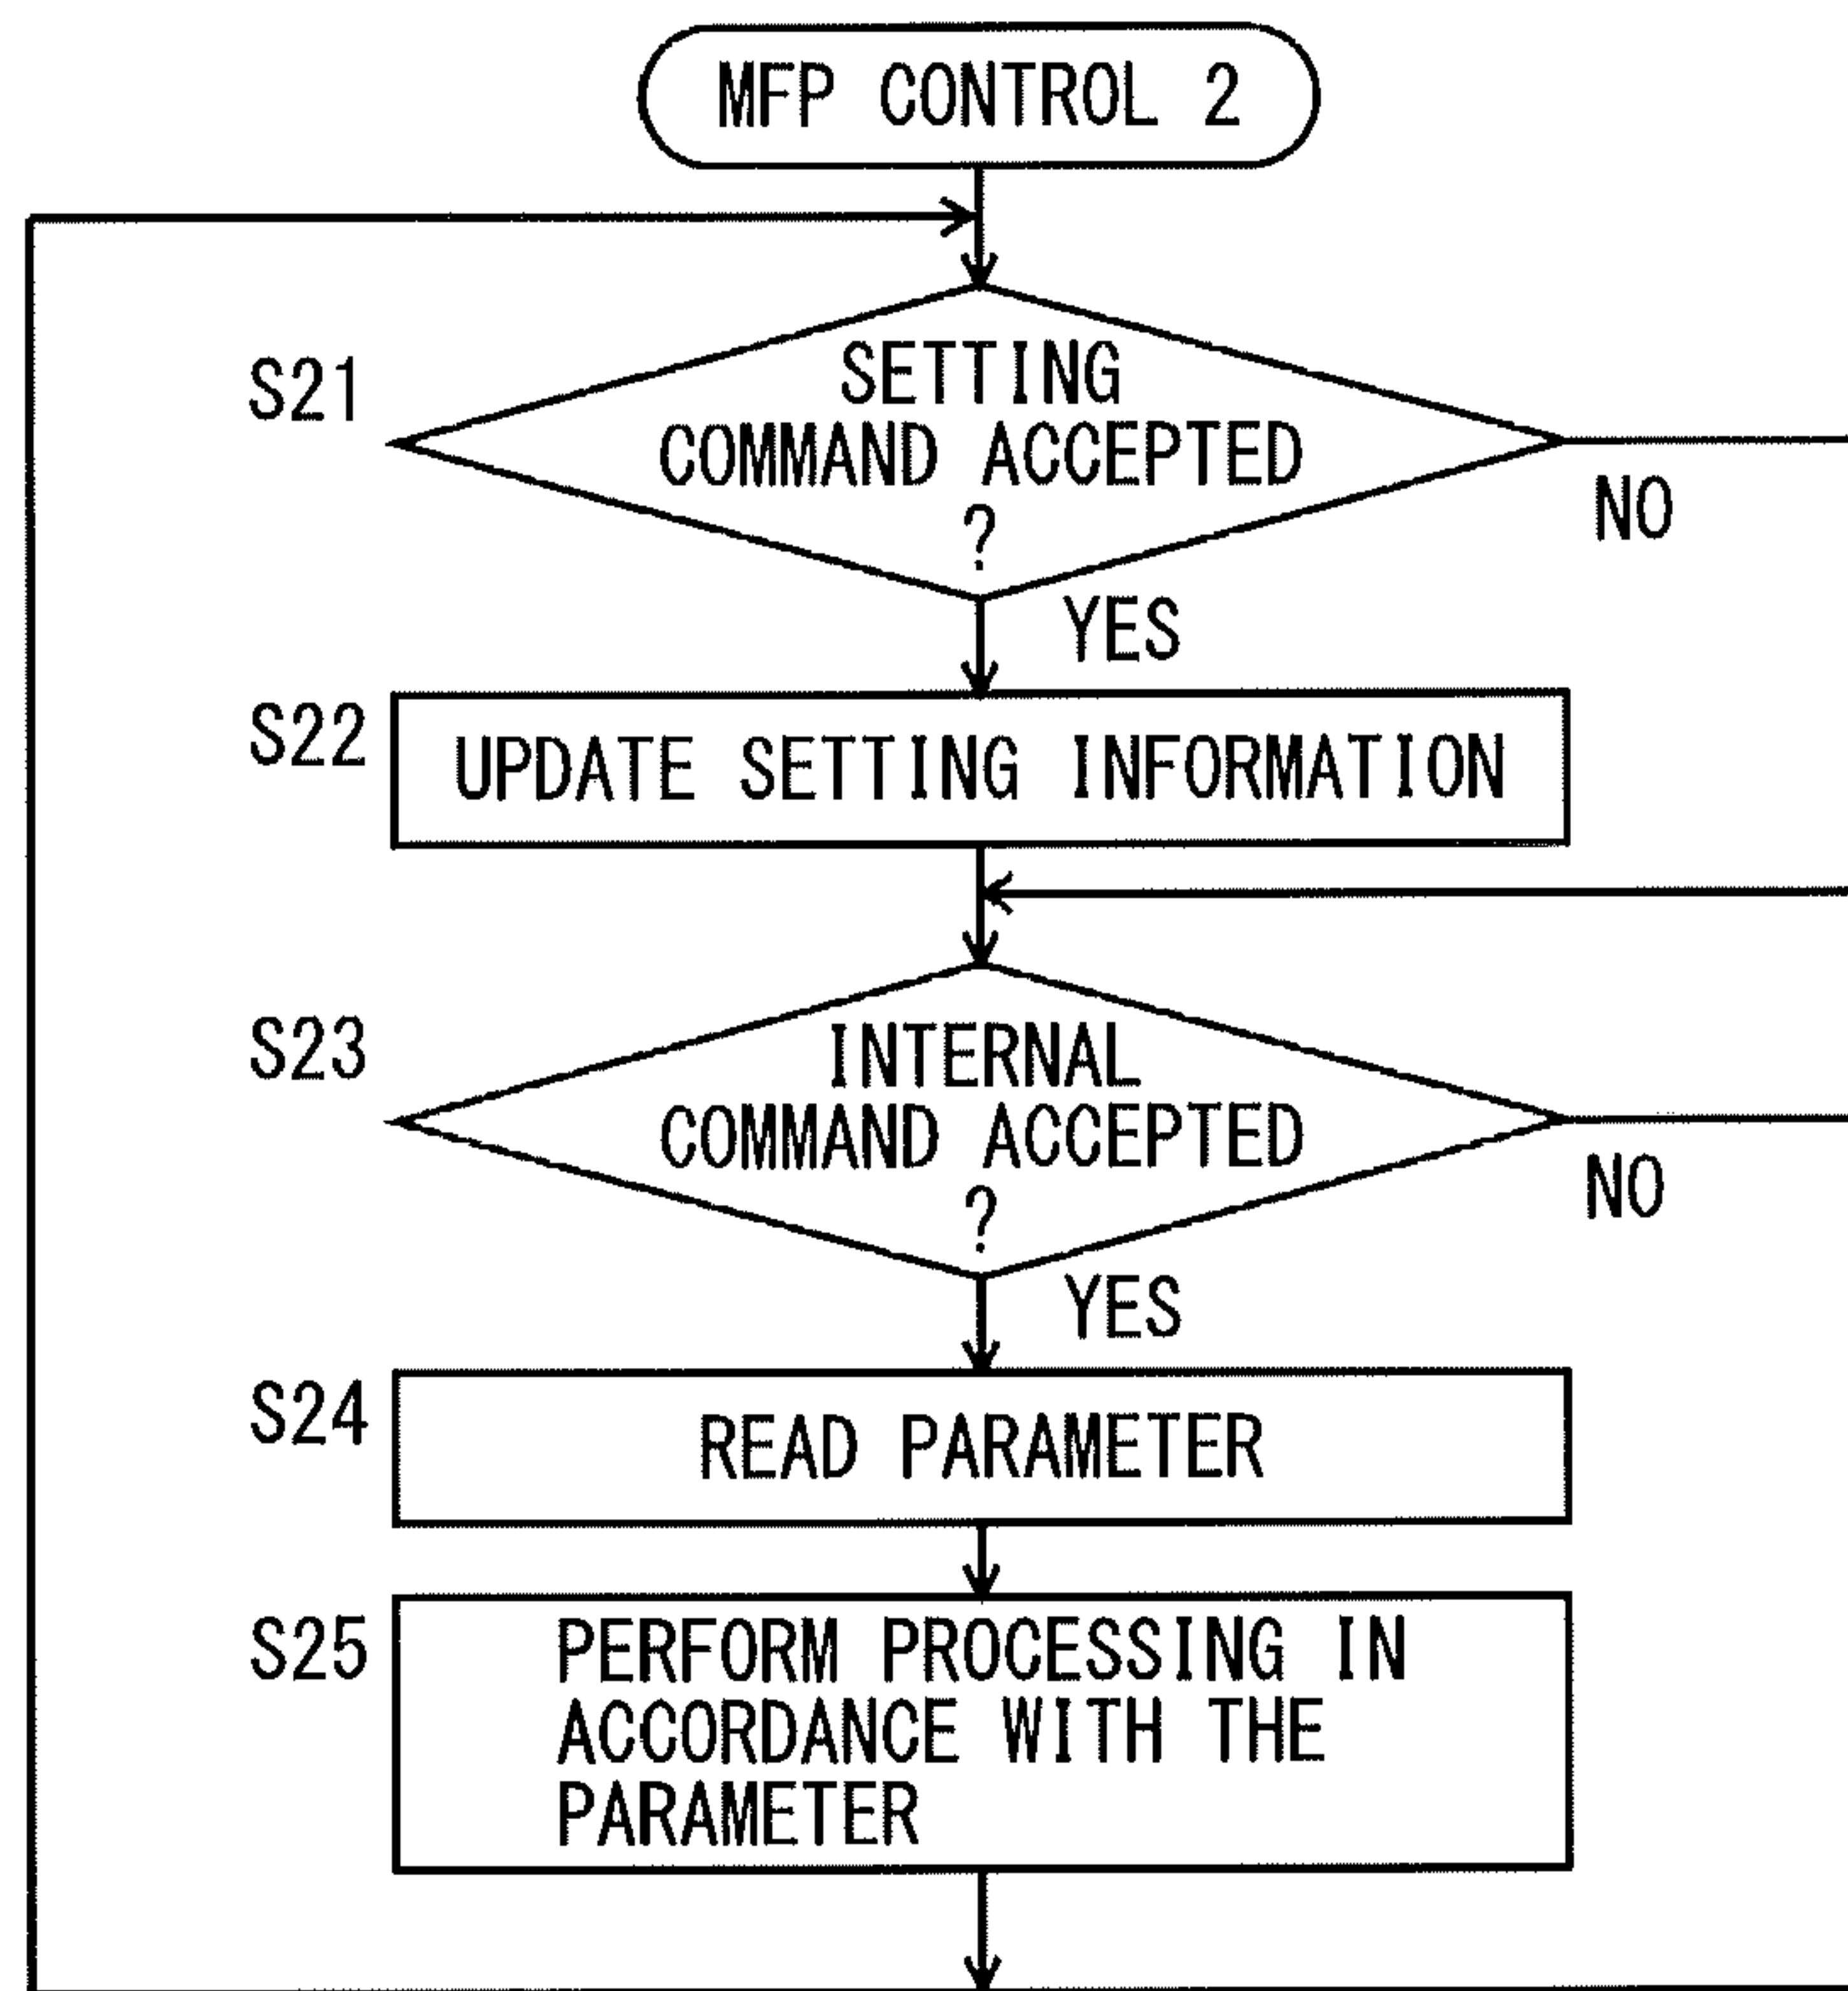 MFP CONTROL 2
S21
SETTING
COMMAND ACCEPTED
?
NO
YES
S22
UPDATE SETTING INFORMATION
S23
INTERNAL
COMMAND ACCEPTED
?
NO
YES
S24
READ PARAMETER
S25
PERFORM PROCESSING IN
ACCORDANCE WITH THE
PARAMETER